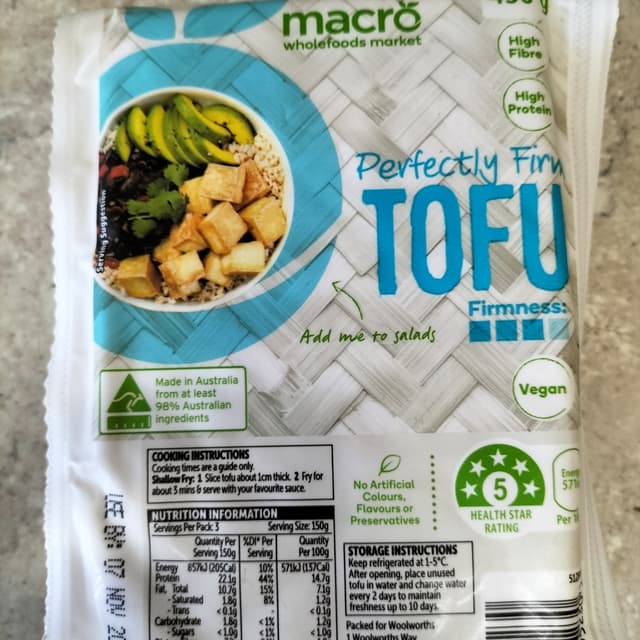 macro
wholefoods market
High
Fibre
High
Protein
Perfectly Firm
TOFU
Firmness:
Serving Suggestion
Add me to salads
Vegan
Made in Australia
from at least
98% Australian
ingredients
COOKING INSTRUCTIONS
Cooking times are a guide only.
Shallow Fry: 1 Slice tofu about 1cm thick. 2 Fry for
about 3 mins & serve with your favourite sauce.
No Artificial
Colours,
Flavours or
Preservatives
5
HEALTH STAR
RATING
Energy
571kJ
Per
NUTRITION INFORMATION
Servings Per Pack: 3 Serving Size: 150g
Quantity Per Serving 150g %DI* Per Serving Quantity Per 100g
Energy 857kJ (205Cal) 10% 571kJ (137Cal)
Protein 22.1g 44% 14.7g
Fat, Total 10.7g 15% 7.1g
- Saturated 1.8g 8% 1.2g
- Trans <0.1g <0.1g
Carbohydrate 1.8g <1% 1.2g
- Sugars <1.0g <1% <1.0g
STORAGE INSTRUCTIONS
Keep refrigerated at 1-5°C.
After opening, place unused
tofu in water and change water
every 2 days to maintain
freshness up to 10 days.
Packed for Woolworths
1 Woolworths Way
07 NOV